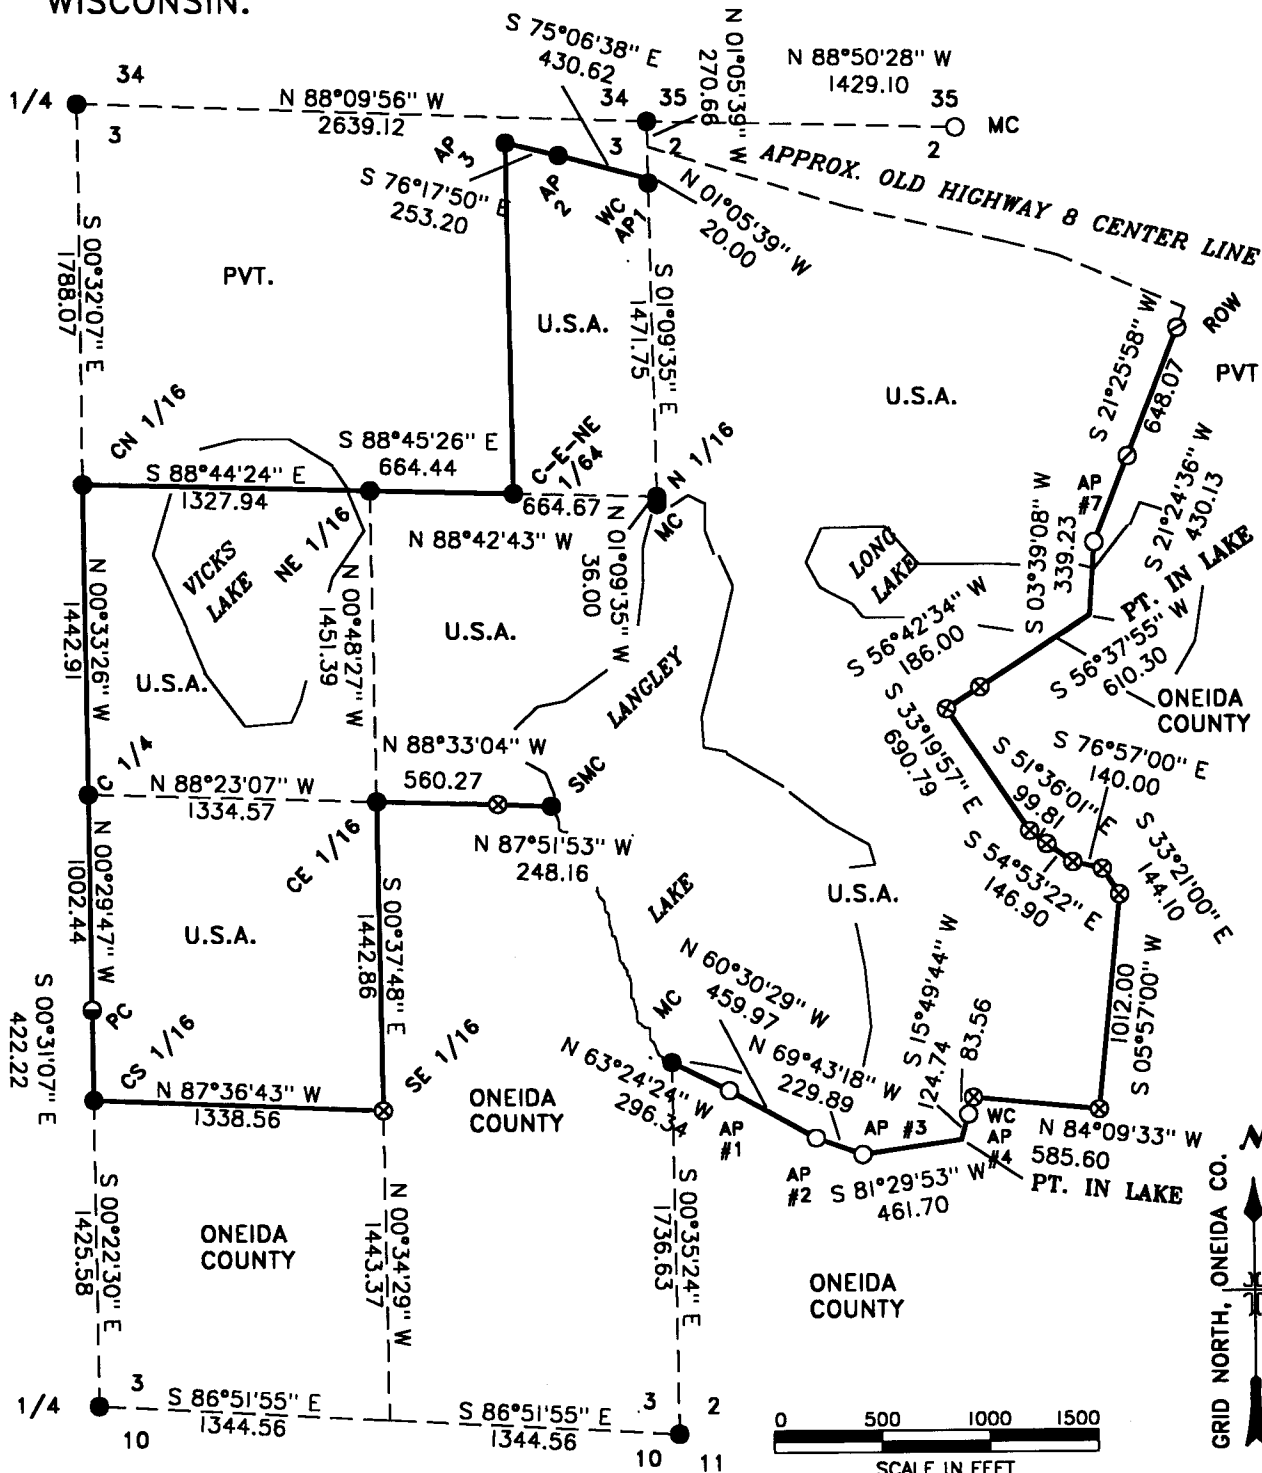 WISCONSIN.
S 75°06'38" E
430.62
N 01°05'39" W
270.66
N 88°50'28" W
1429.10
34
1/4
3
N 88°09'56" W
2639.12
34
35
3
2
35
2
MC
AP 3
AP 2
WC AP1
S 76°17'50" E
253.20
N 01°05'39" W
20.00
APPROX. OLD HIGHWAY 8 CENTER LINE
S 00°32'07" E
1788.07
PVT.
U.S.A.
S 01°09'35" E
1471.75
U.S.A.
S 21°25'58" W
648.07
ROW
PVT
CN 1/16
S 88°44'24" E
1327.94
S 88°45'26" E
664.44
C-E-NE
1/64
664.67
N 1/16
MC
N 88°42'43" W
N 01°09'35" W
36.00
NE 1/16
VICKS
LAKE
N 00°33'26" W
1442.91
N 00°48'27" W
1451.39
U.S.A.
U.S.A.
LONG
LAKE
AP
#7
S 03°39'08" W
339.23
S 21°24'36" W
430.13
PT. IN LAKE
S 56°42'34" W
186.00
S 56°37'55" W
610.30
ONEIDA
COUNTY
LANGLEY
S 33°19'57" E
690.79
S 51°36'01" E
99.81
S 76°57'00" E
140.00
C 1/4
N 88°23'07" W
1334.57
N 88°33'04" W
560.27
SMC
N 87°51'53" W
248.16
CE 1/16
S 54°53'22" E
146.90
S 33°21'00" E
144.10
N 00°29'47" W
1002.44
U.S.A.
S 00°37'48" E
1442.86
LAKE
U.S.A.
S 05°57'00" W
1012.00
S 00°31'07" E
422.22
PC
CS 1/16
N 87°36'43" W
1338.56
SE 1/16
ONEIDA
COUNTY
MC
N 60°30'29" W
459.97
N 63°24'24" W
296.34
N 69°43'18" W
229.89
S 15°49'44" W
124.74
83.56
WC
AP
#4
N 84°09'33" W
585.60
AP
#1
AP
#2
AP #3
S 81°29'53" W
461.70
PT. IN LAKE
S 00°22'30" E
1425.58
ONEIDA
COUNTY
N 00°34'29" W
1443.37
S 00°35'24" E
1736.63
ONEIDA
COUNTY
GRID NORTH, ONEIDA CO.
N
1/4
3
10
S 86°51'55" E
1344.56
S 86°51'55" E
1344.56
3
2
10
11
0 500 1000 1500
SCALE IN FEET